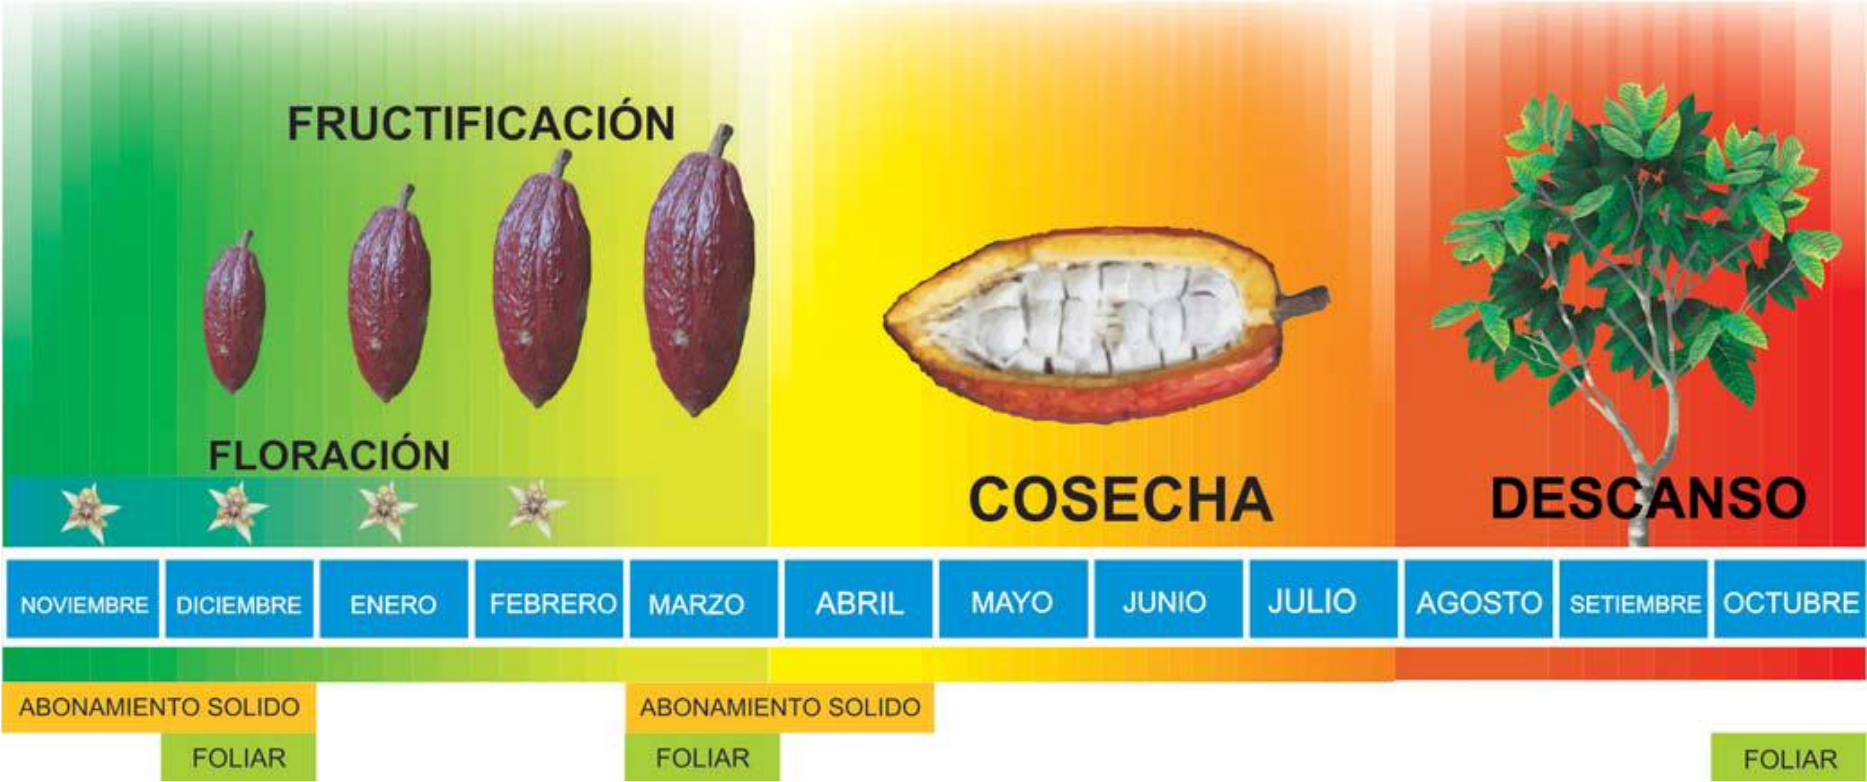 FRUCTIFICACIÓN
FLORACIÓN
COSECHA
DESCANSO
NOVIEMBRE DICIEMBRE ENERO FEBRERO MARZO ABRIL MAYO JUNIO JULIO AGOSTO SETIEMBRE OCTUBRE
ABONAMIENTO SOLIDO ABONAMIENTO SOLIDO
FOLIAR FOLIAR FOLIAR